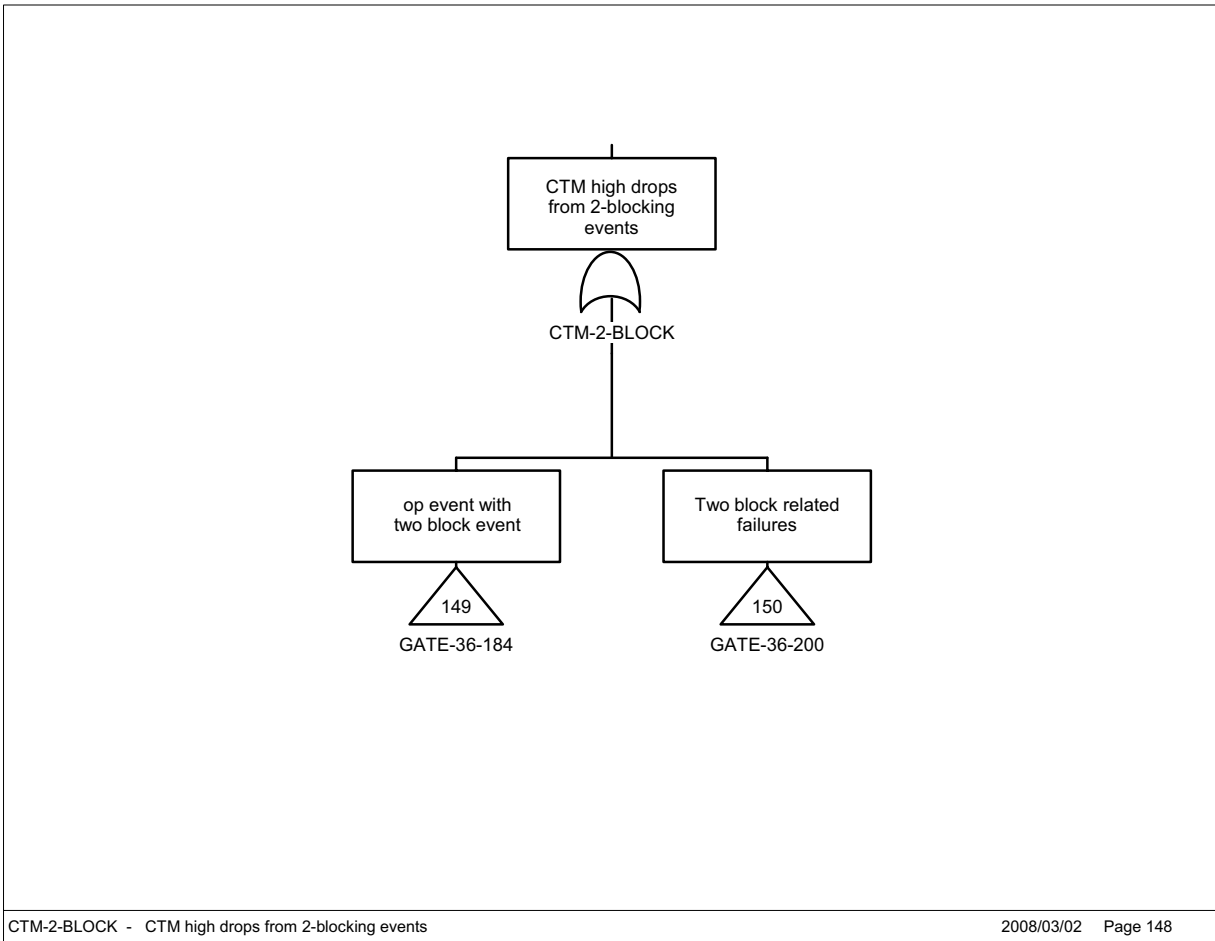 CTM high drops
from 2-blocking
events
CTM-2-BLOCK
op event with
two block event
Two block related
failures
149
150
GATE-36-184
GATE-36-200
CTM-2-BLOCK - CTM high drops from 2-blocking events
2008/03/02 Page 148